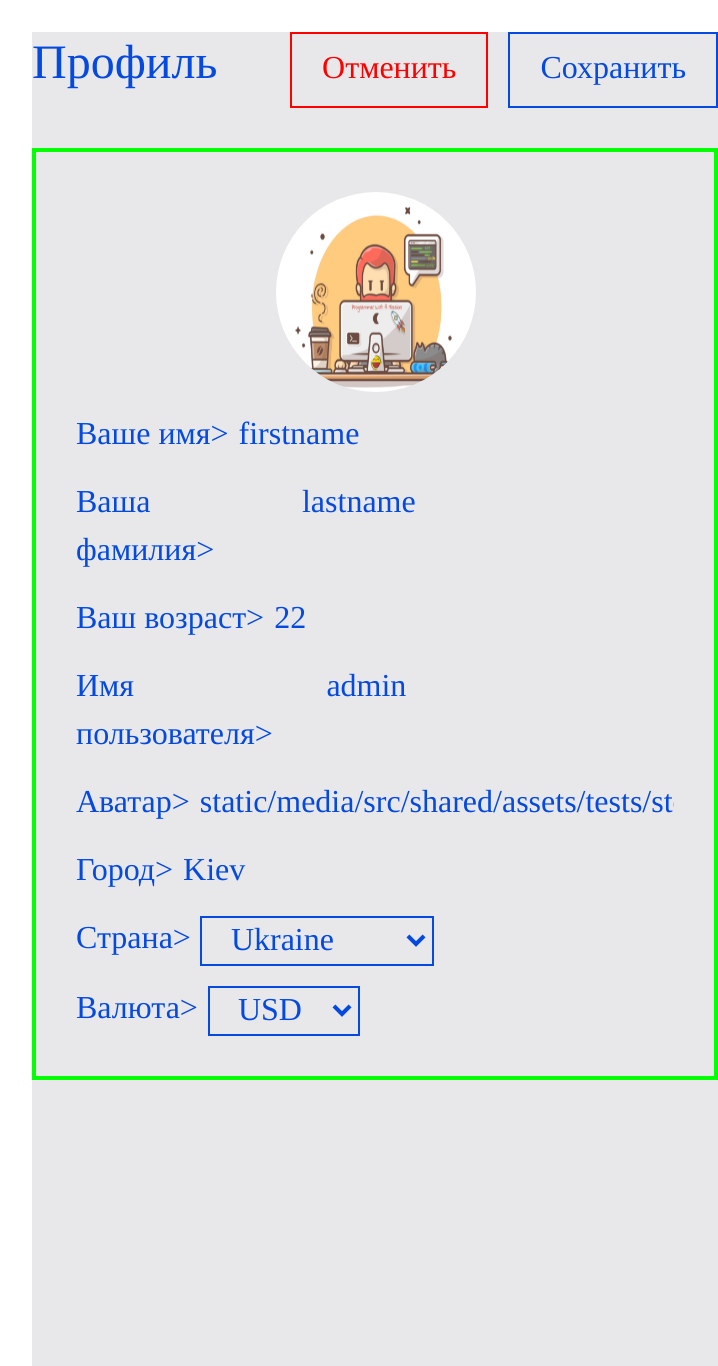 Профиль Отменить Сохранить
Ваше имя> firstname
Ваша lastname
фамилия>
Ваш возраст> 22
Имя admin
пользователя>
Аватар> static/media/src/shared/assets/tests/st
Город> Kiev
Страна> Ukraine
Валюта> USD